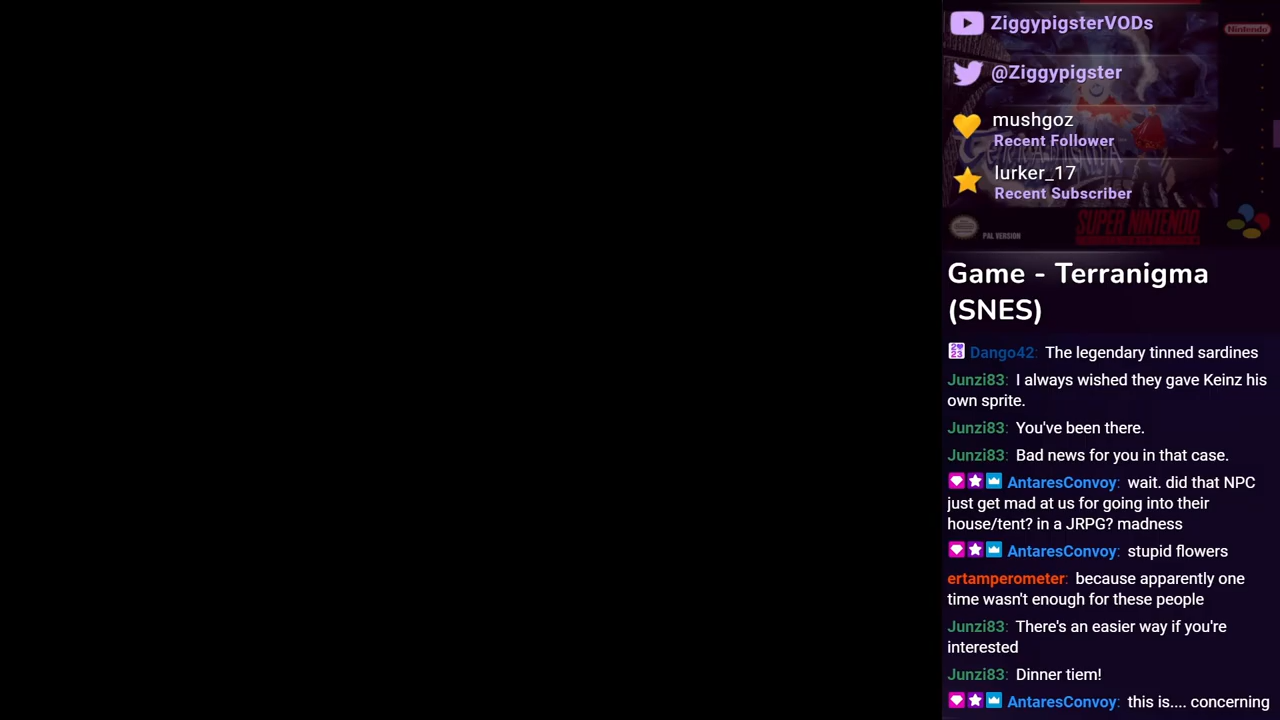 ZiggypigsterVODs
Nintendo
@Ziggypigster
mushgoz
Recent Follower
lurker_17
Recent Subscriber
SUPER NINTENDO
PAL VERSION
Game - Terranigma
(SNES)
Dango42: The legendary tinned sardines
Junzi83: I always wished they gave Keinz his
own sprite.
Junzi83: You've been there.
Junzi83: Bad news for you in that case.
AntaresConvoy: wait. did that NPC
just get mad at us for going into their
house/tent? in a JRPG? madness
AntaresConvoy: stupid flowers
ertamperometer: because apparently one
time wasn't enough for these people
Junzi83: There's an easier way if you're
interested
Junzi83: Dinner tiem!
AntaresConvoy: this is.... concerning